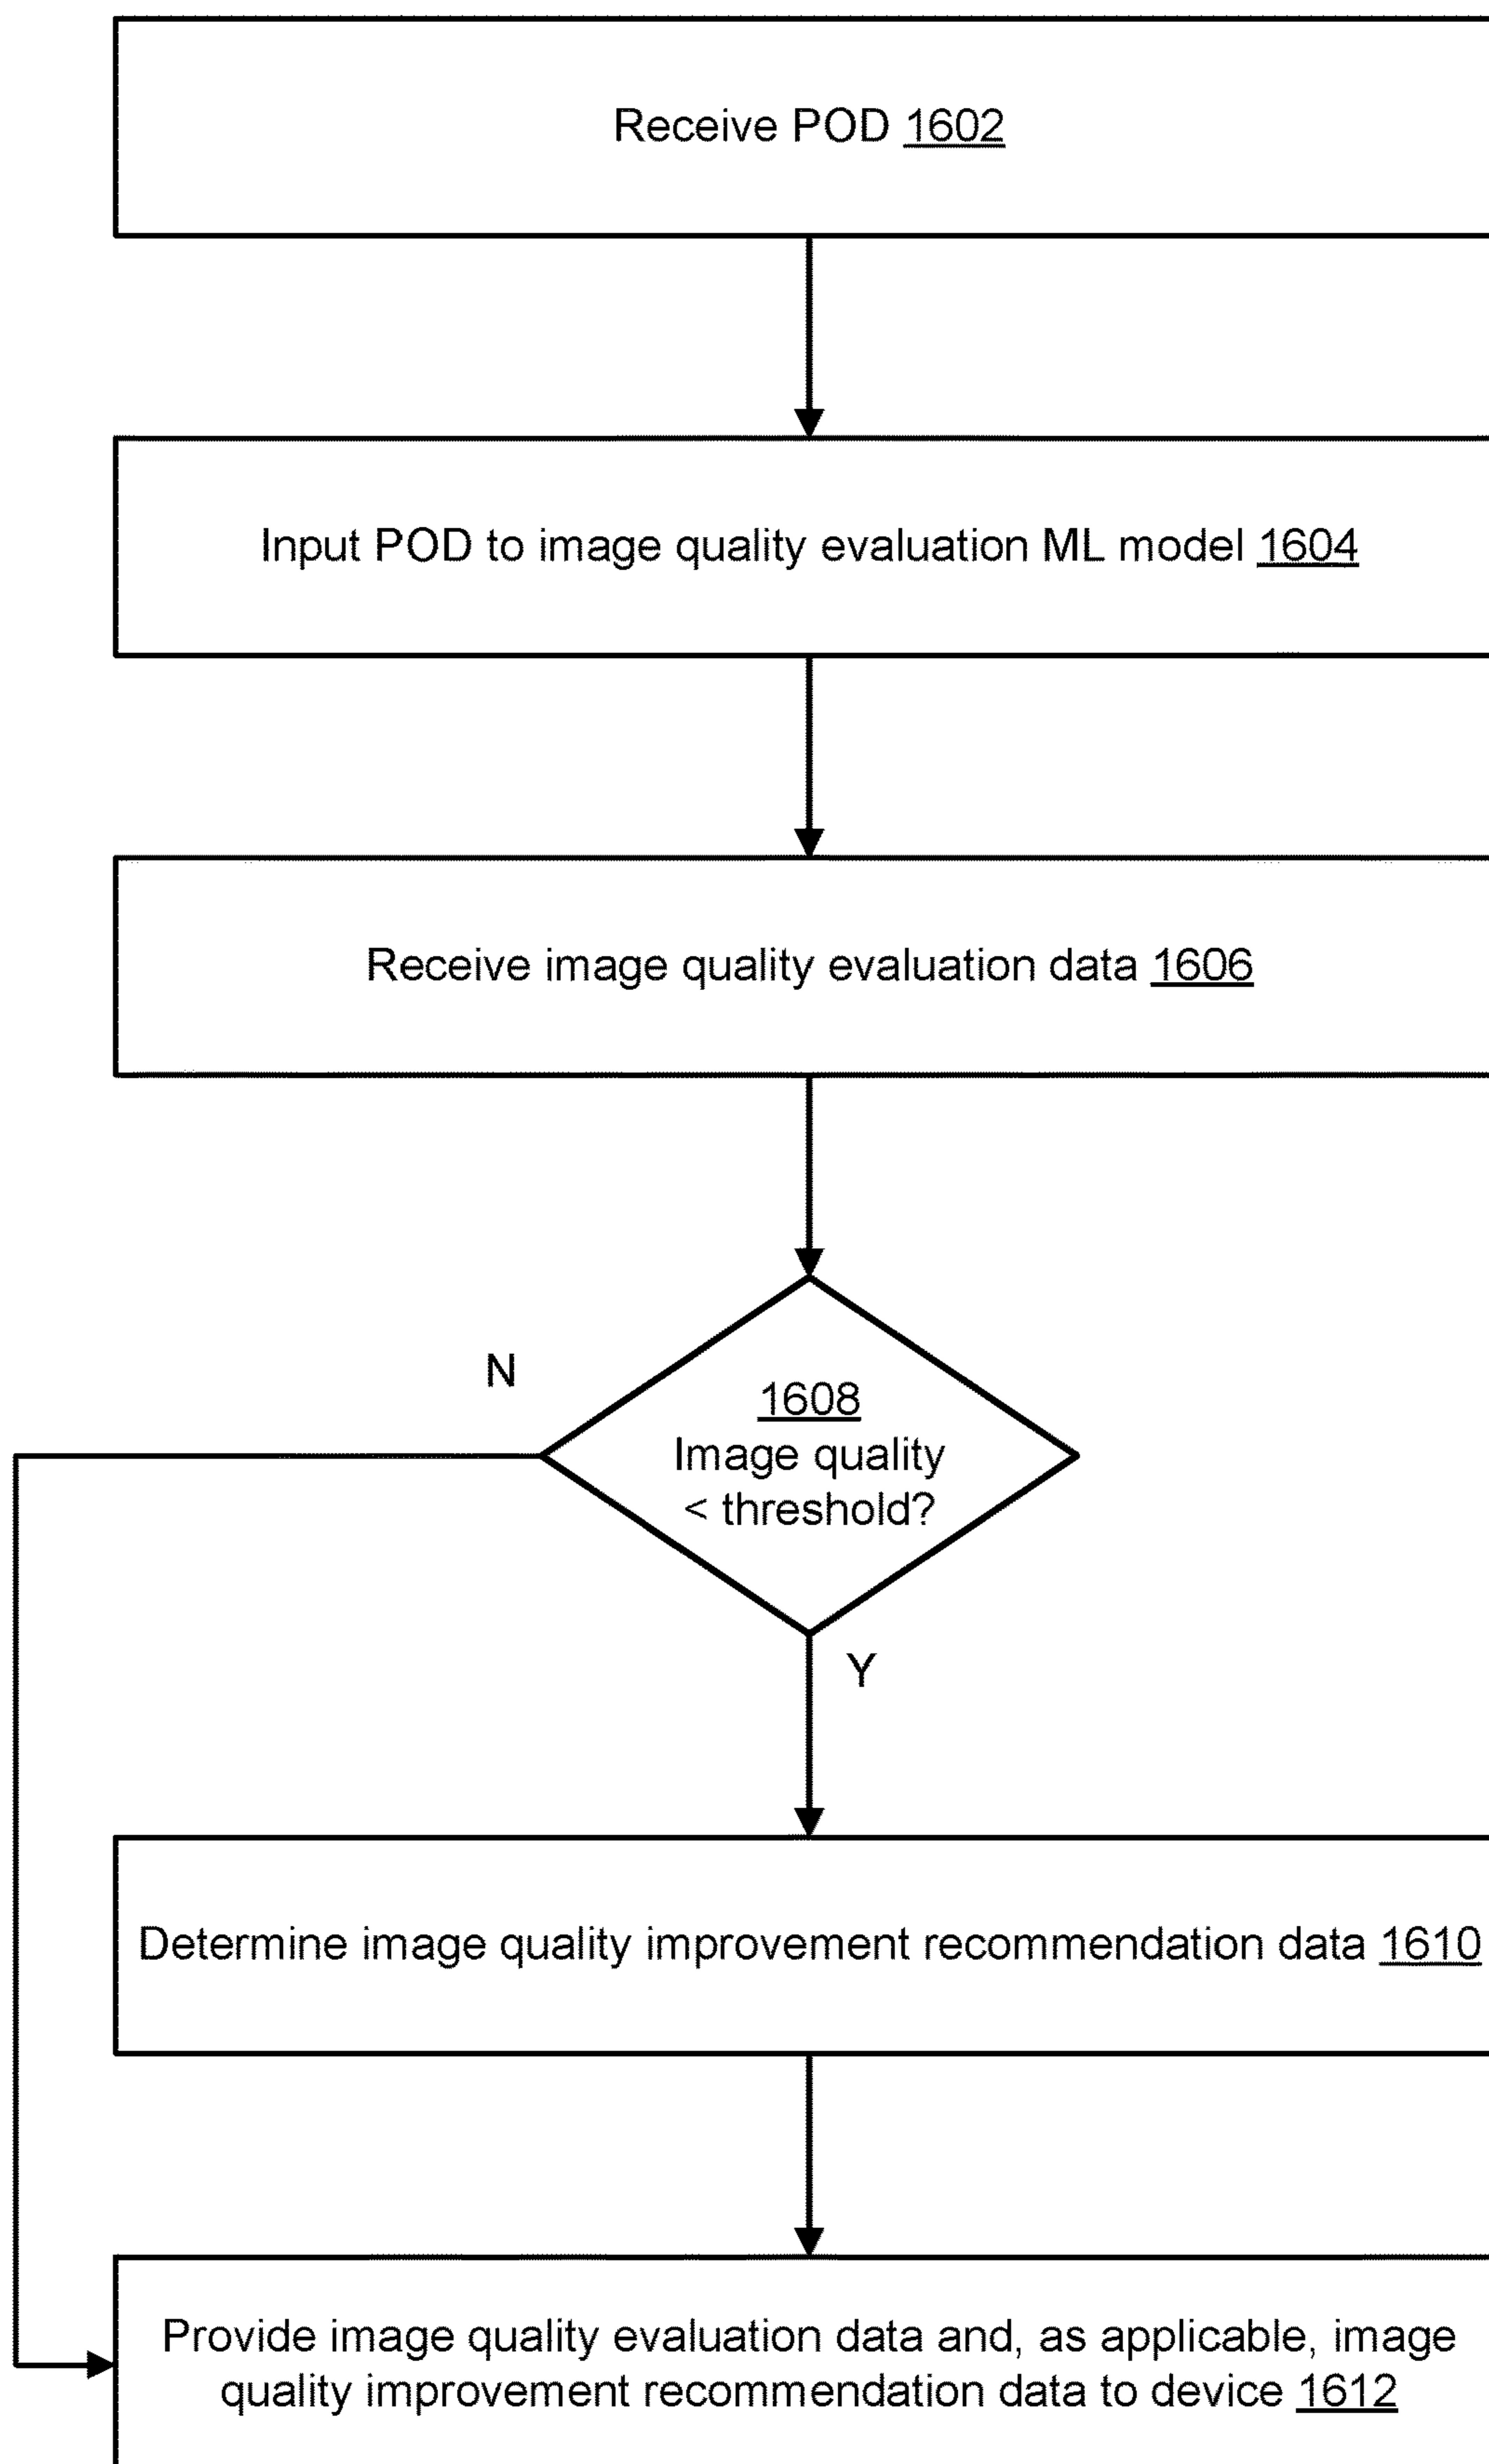 Receive POD 1602
Input POD to image quality evaluation ML model 1604
Receive image quality evaluation data 1606
N
1608
Image quality
< threshold?
Y
Determine image quality improvement recommendation data 1610
Provide image quality evaluation data and, as applicable, image
quality improvement recommendation data to device 1612